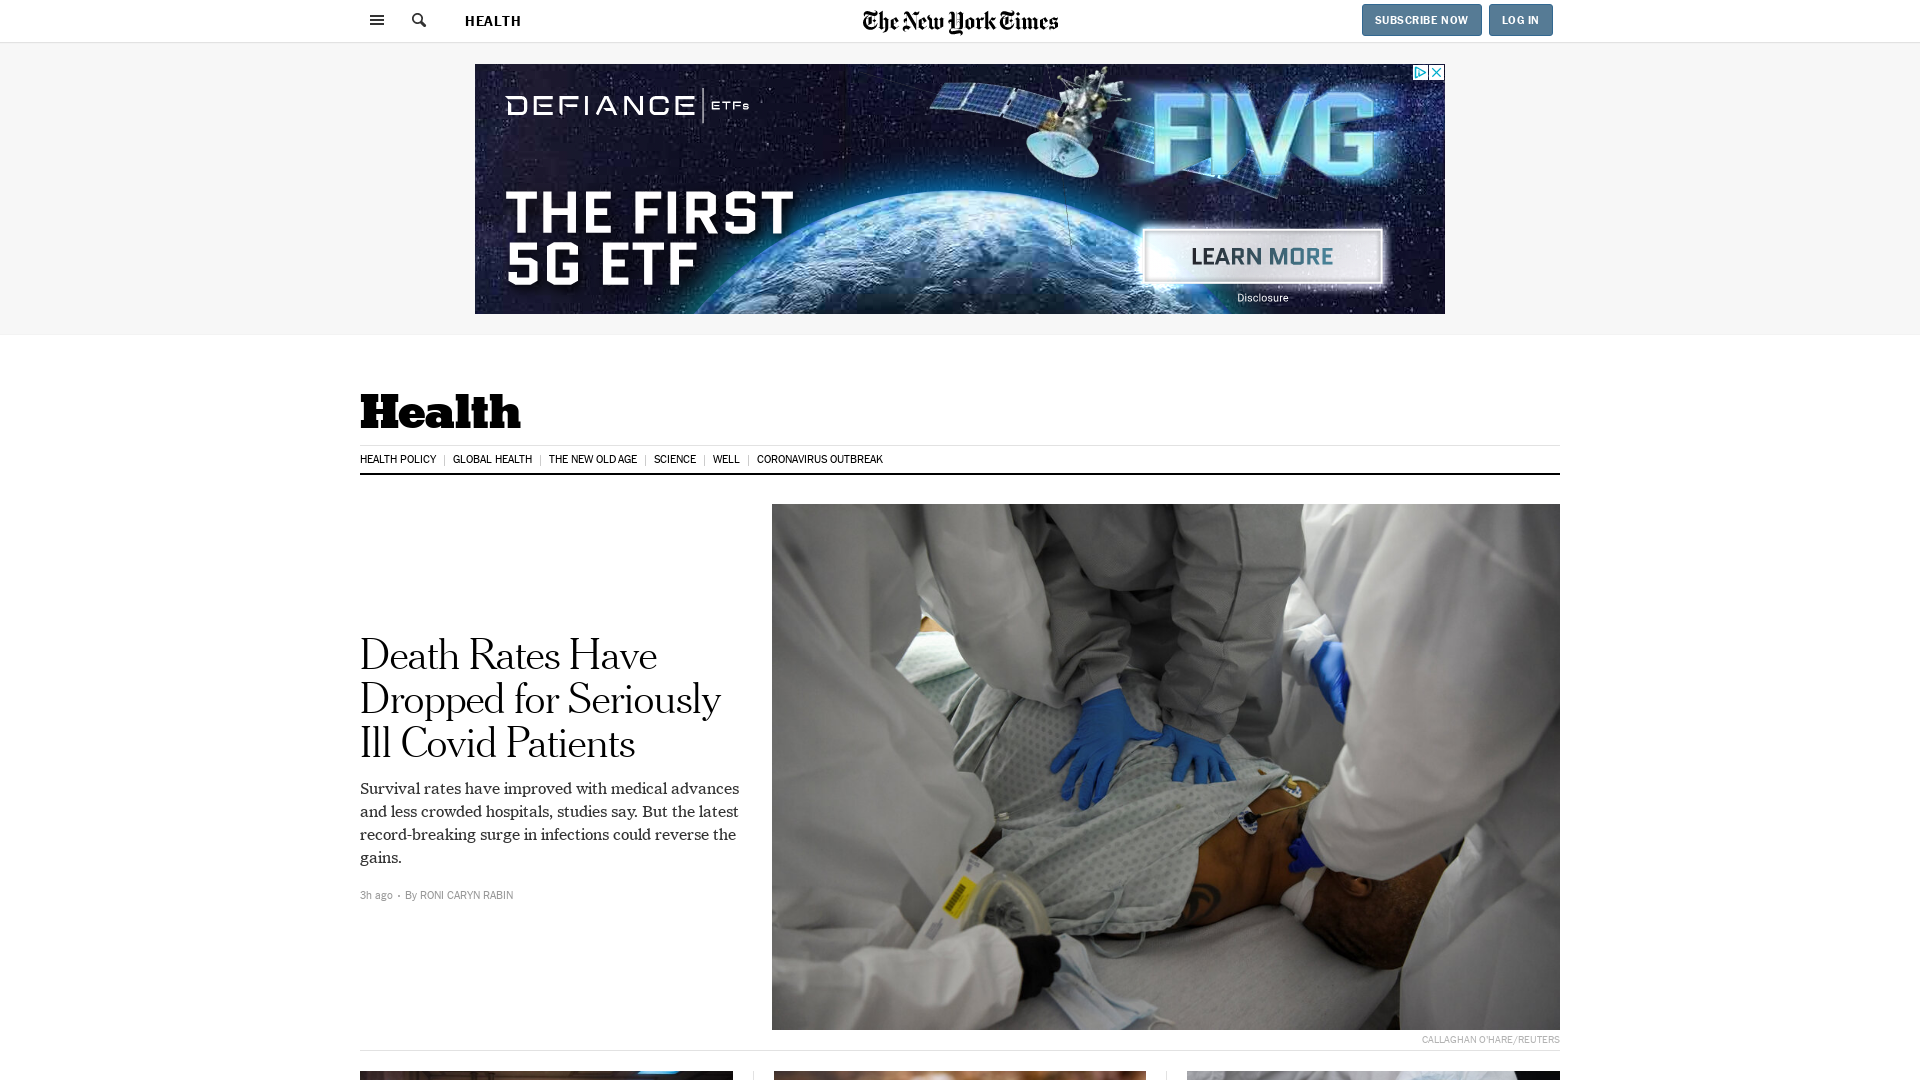 HEALTH
The New York Times
SUBSCRIBE NOW
LOG IN
DEFIANCE ETFs
FIVG
THE FIRST
5G ETF
LEARN MORE
Disclosure
Health
HEALTH POLICY
GLOBAL HEALTH
THE NEW OLD AGE
SCIENCE
WELL
CORONAVIRUS OUTBREAK
Death Rates Have
Dropped for Seriously
Ill Covid Patients
Survival rates have improved with medical advances
and less crowded hospitals, studies say. But the latest
record-breaking surge in infections could reverse the
gains.
3h ago · By RONI CARYN RABIN
CALLAGHAN O'HARE/REUTERS